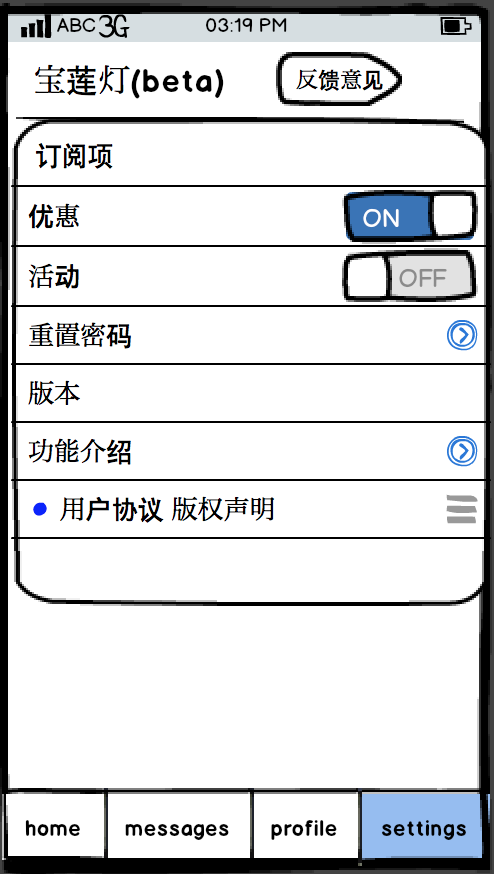 ABC 3G 03:19 PM
宝莲灯(beta) 反馈意见
订阅项
优惠 ON
活动 OFF
重置密码
版本
功能介绍
用户协议 版权声明
home messages profile settings